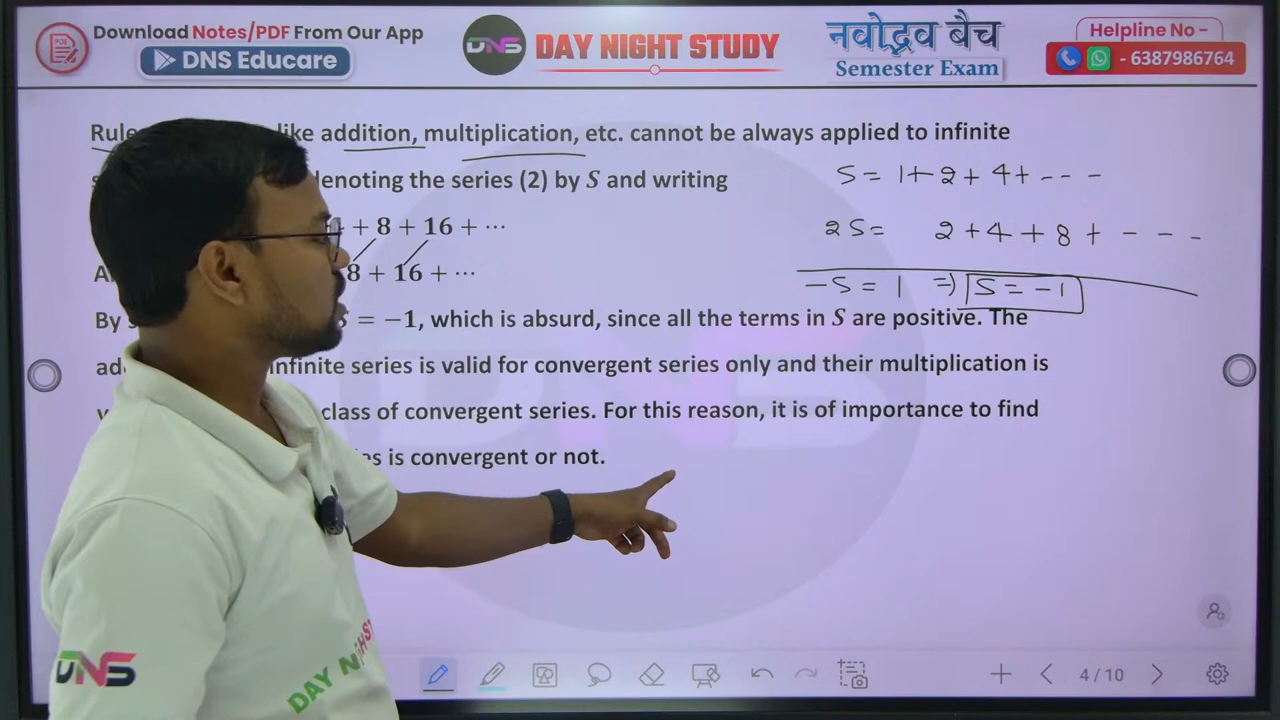 Download Notes/PDF From Our App
DNS Educare
DNS
DAY NIGHT STUDY
नवोद्भव बैच
Semester Exam
Helpline No -
- 6387986764
Rule like addition, multiplication, etc. cannot be always applied to infinite
denoting the series (2) by S and writing
+ 8 + 16 + ⋯
8 + 16 + ⋯
By = −1, which is absurd, since all the terms in S are positive. The
infinite series is valid for convergent series only and their multiplication is
class of convergent series. For this reason, it is of importance to find
is convergent or not.
S = 1 + 2 + 4 + - - -
2S = 2 + 4 + 8 + - - -
-S = 1 ⇒ S = -1
DNS
DAY NIGHT ST
4 / 10